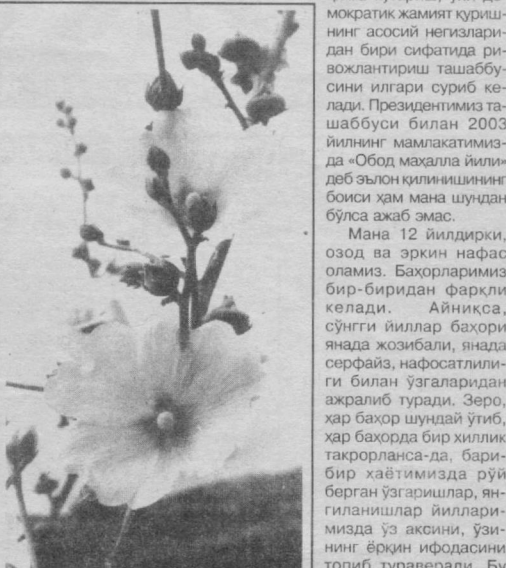 мократик жамият қуриш-
нинг асосий негизлари-
дан бири сифатида ри-
вожлантириш ташаббу-
сини илгари суриб ке-
лади. Президентимиз та-
шаббуси билан 2003
йилнинг мамлакатимиз-
да «Обод маҳалла йили»
деб эълон қилинишининг
боиси ҳам мана шундан
бўлса ажаб эмас.
Мана 12 йилдирки,
озод ва эркин нафас
оламиз. Баҳорларимиз
бир-биридан фарқли
келади. Айниқса,
сўнгги йиллар баҳори
янада жозибали, янада
серфайз, нафосатлили-
ги билан ўзгаларидан
ажралиб туради. Зеро,
ҳар баҳор шундай ўтиб,
ҳар баҳорда бир хиллик
такрорланса-да, бари-
бир ҳаётимизда рўй
берган ўзгаришлар, ян-
гиланишлар йиллари-
мизда ўз аксини, ўзи-
нинг ёрқин ифодасини
топиб тураверади. Бу